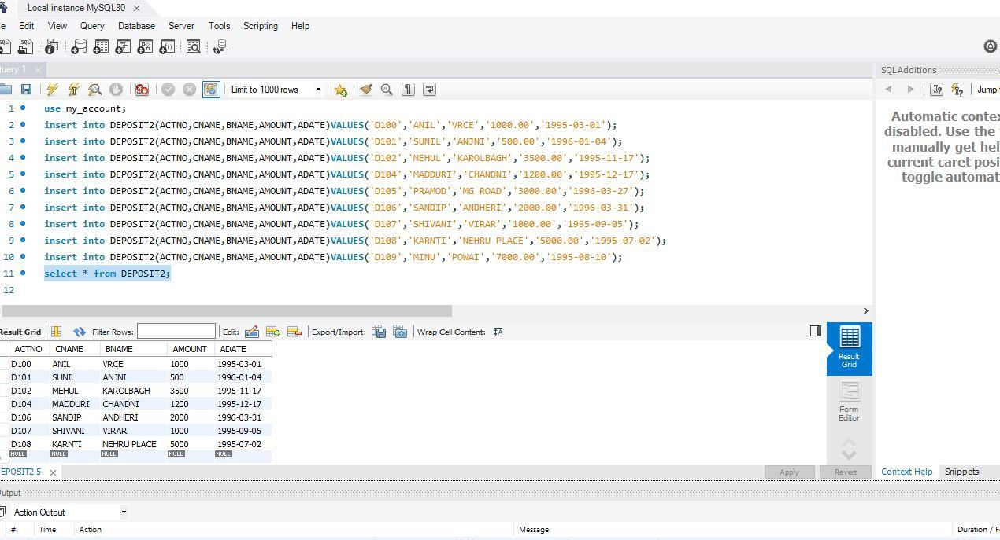 Local instance MySQL80 ×
Edit View Query Database Server Tools Scripting Help
Query 1 ×
Limit to 1000 rows
SQLAdditions
Jump
1 use my_account;
2 insert into DEPOSIT2(ACTNO,CNAME,BNAME,AMOUNT,ADATE)VALUES('D100','ANIL','VRCE','1000.00','1995-03-01');
3 insert into DEPOSIT2(ACTNO,CNAME,BNAME,AMOUNT,ADATE)VALUES('D101','SUNIL','ANJNI','500.00','1996-01-04');
4 insert into DEPOSIT2(ACTNO,CNAME,BNAME,AMOUNT,ADATE)VALUES('D102','MEHUL','KAROLBAGH','3500.00','1995-11-17');
5 insert into DEPOSIT2(ACTNO,CNAME,BNAME,AMOUNT,ADATE)VALUES('D104','MADDURI','CHANDNI','1200.00','1995-12-17');
6 insert into DEPOSIT2(ACTNO,CNAME,BNAME,AMOUNT,ADATE)VALUES('D105','PRAMOD','MG ROAD','3000.00','1996-03-27');
7 insert into DEPOSIT2(ACTNO,CNAME,BNAME,AMOUNT,ADATE)VALUES('D106','SANDIP','ANDHERI','2000.00','1996-03-31');
8 insert into DEPOSIT2(ACTNO,CNAME,BNAME,AMOUNT,ADATE)VALUES('D107','SHIVANI','VIRAR','1000.00','1995-09-05');
9 insert into DEPOSIT2(ACTNO,CNAME,BNAME,AMOUNT,ADATE)VALUES('D108','KARNTI','NEHRU PLACE','5000.00','1995-07-02');
10 insert into DEPOSIT2(ACTNO,CNAME,BNAME,AMOUNT,ADATE)VALUES('D109','MINU','POWAI','7000.00','1995-08-10');
11 select * from DEPOSIT2;
12
Automatic contex
disabled. Use the
manually get hel
current caret posi
toggle automat
Result Grid Filter Rows: Edit: Export/Import: Wrap Cell Content:
ACTNO CNAME BNAME AMOUNT ADATE
D100 ANIL VRCE 1000 1995-03-01
D101 SUNIL ANJNI 500 1996-01-04
D102 MEHUL KAROLBAGH 3500 1995-11-17
D104 MADDURI CHANDNI 1200 1995-12-17
D106 SANDIP ANDHERI 2000 1996-03-31
D107 SHIVANI VIRAR 1000 1995-09-05
D108 KARNTI NEHRU PLACE 5000 1995-07-02
NULL NULL NULL NULL NULL
Result
Grid
Form
Editor
EPOSIT2 5 ×
Apply Revert
Context Help Snippets
utput
Action Output
# Time Action Message Duration / F